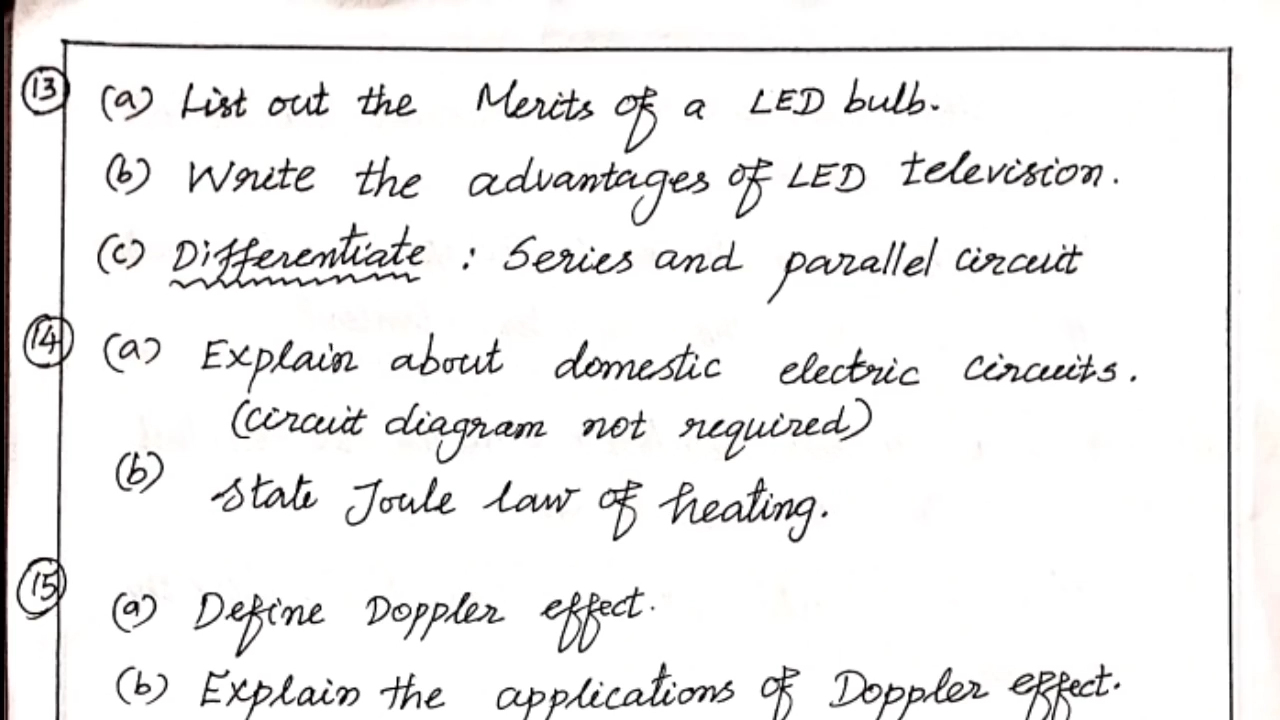 13 (a) List out the Merits of a LED bulb.
(b) Write the advantages of LED television.
(c) Differentiate : Series and parallel circuit
14 (a) Explain about domestic electric circuits.
(circuit diagram not required)
(b) State Joule law of heating.
15 (a) Define Doppler effect.
(b) Explain the applications of Doppler effect.